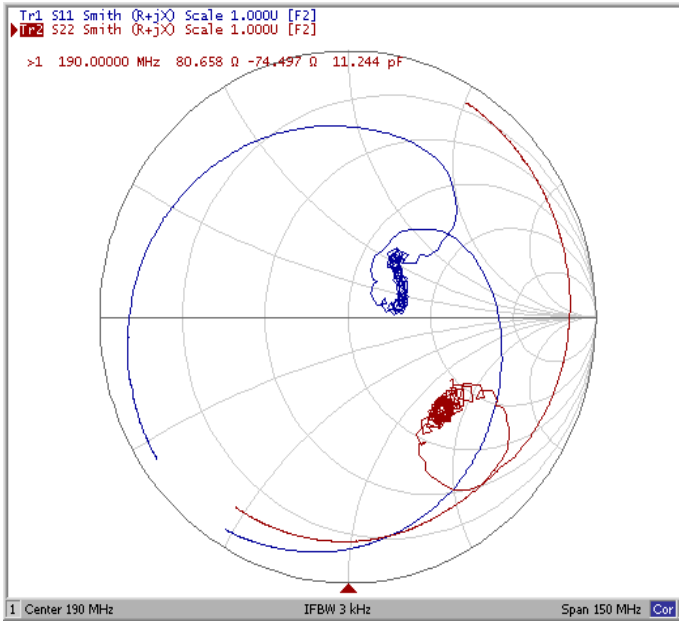 Tr1 S11 Smith (R+jX) Scale 1.000U [F2]
Tr2 S22 Smith (R+jX) Scale 1.000U [F2]
>1 190.00000 MHz 80.658 Ω -74.497 Ω 11.244 pF
1
1 Center 190 MHz IFBW 3 kHz Span 150 MHz Cor